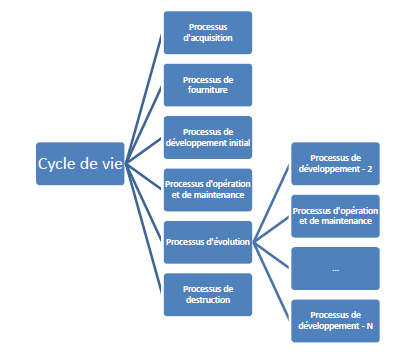 Cycle de vie
Processus
d'acquisition
Processus de
fourniture
Processus de
développement initial
Processus d'opération
et de maintenance
Processus d'évolution
Processus de
destruction
Processus de
développement - 2
Processus d'opération
et de maintenance
...
Processus de
développement - N